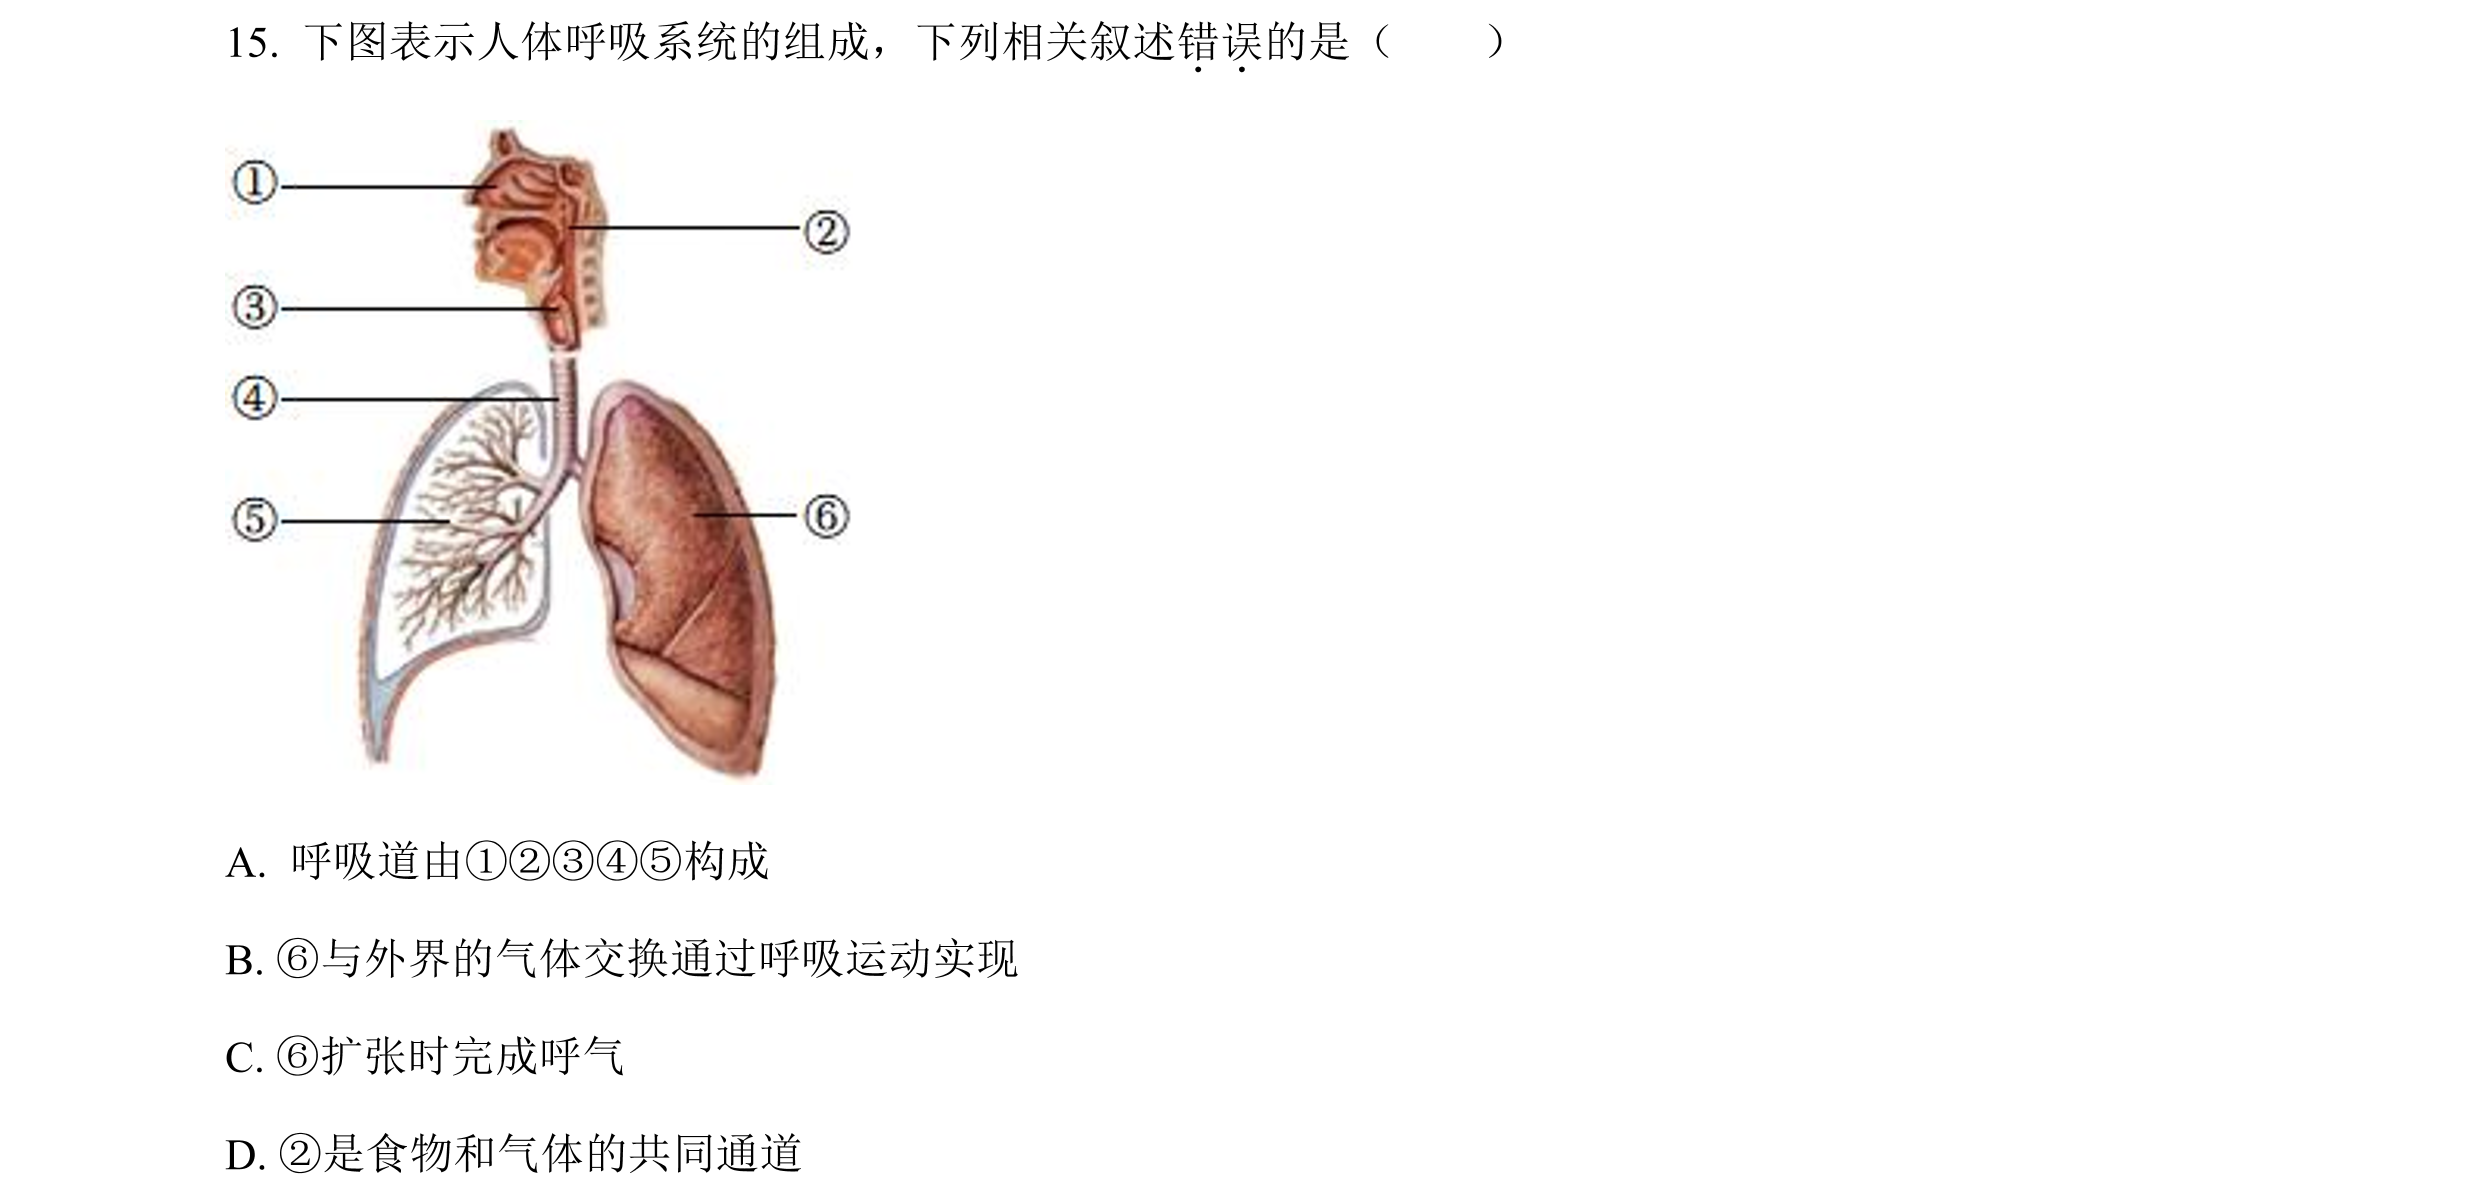 15. 下图表示人体呼吸系统的组成，下列相关叙述错误的是（　　）
①
②
③
④
⑤
⑥
A. 呼吸道由①②③④⑤构成
B. ⑥与外界的气体交换通过呼吸运动实现
C. ⑥扩张时完成呼气
D. ②是食物和气体的共同通道